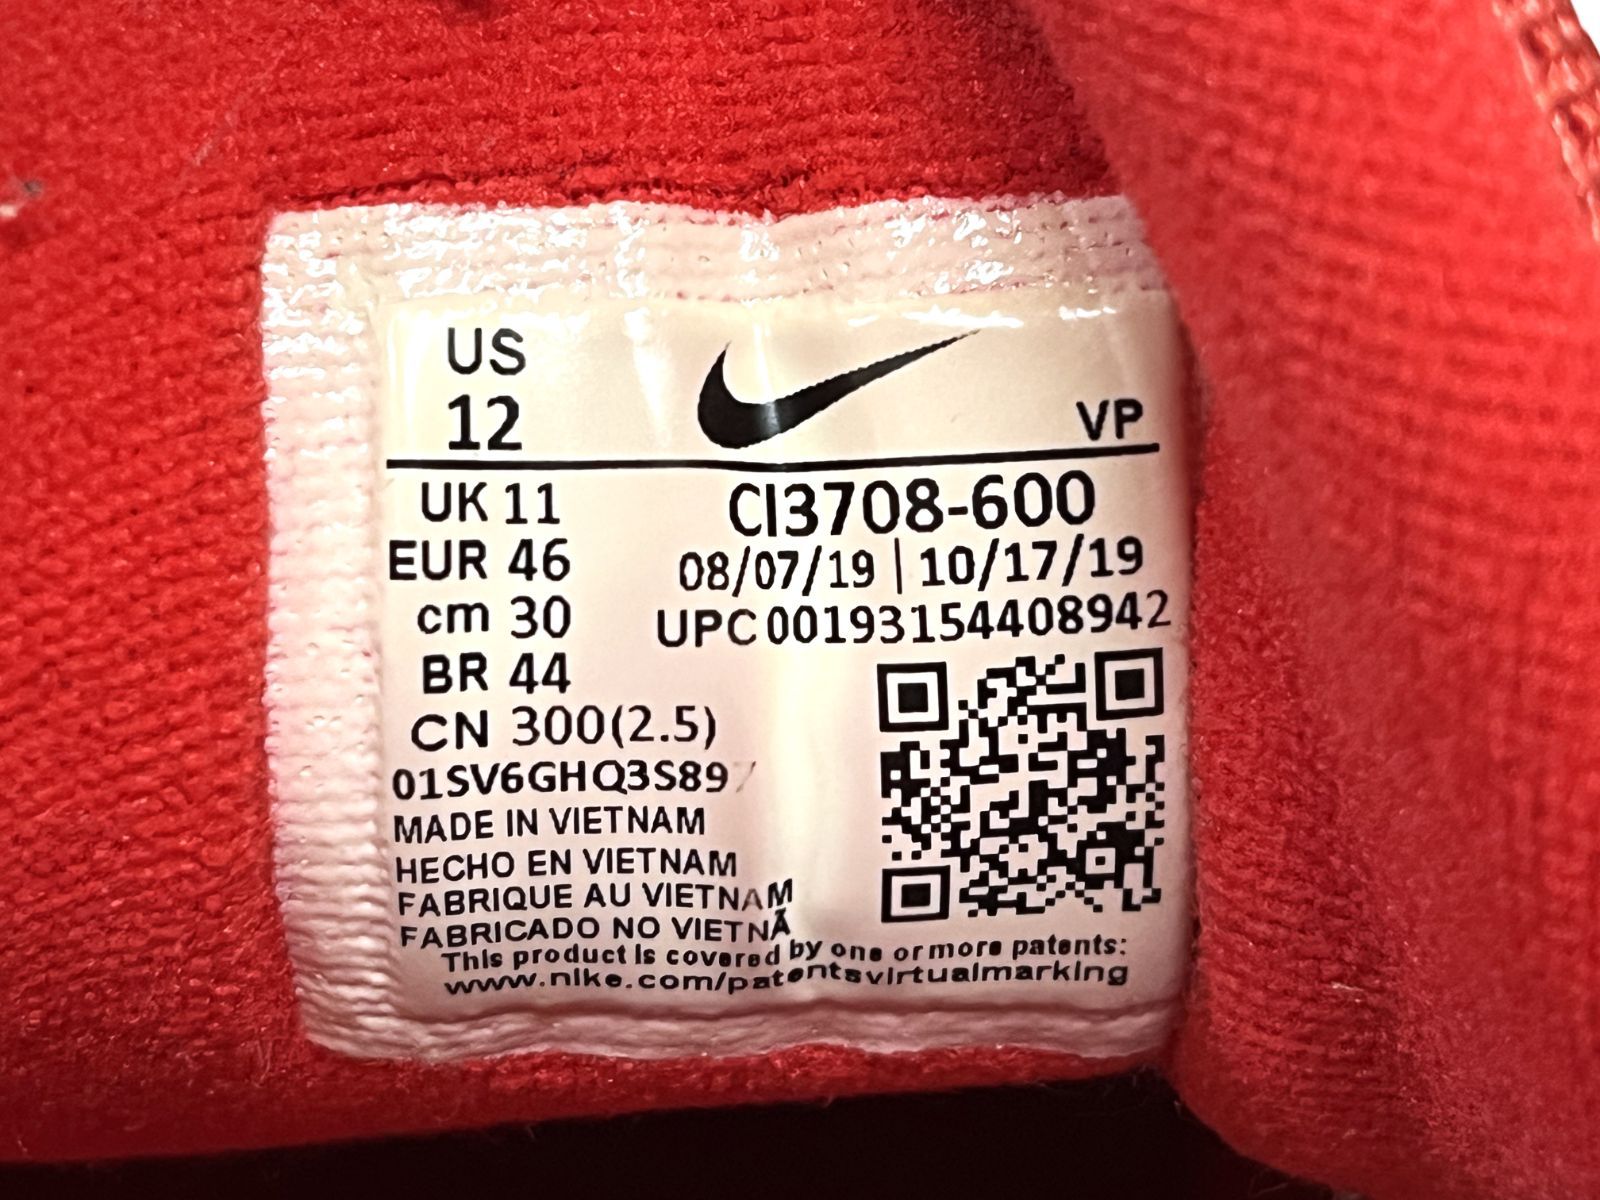 US
12
VP
UK 11
CI3708-600
EUR 46
08/07/19 | 10/17/19
cm 30
UPC 00193154408942
BR 44
CN 300(2.5)
01SV6GHQ3S897
MADE IN VIETNAM
HECHO EN VIETNAM
FABRIQUE AU VIETNAM
FABRICADO NO VIETNÃ
This product is covered by one or more patents:
www.nike.com/patentsvirtualmarking